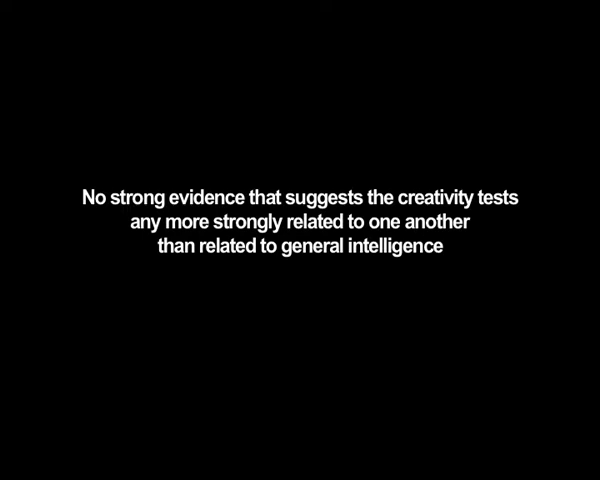 No strong evidence that suggests the creativity tests
any more strongly related to one another
than related to general intelligence